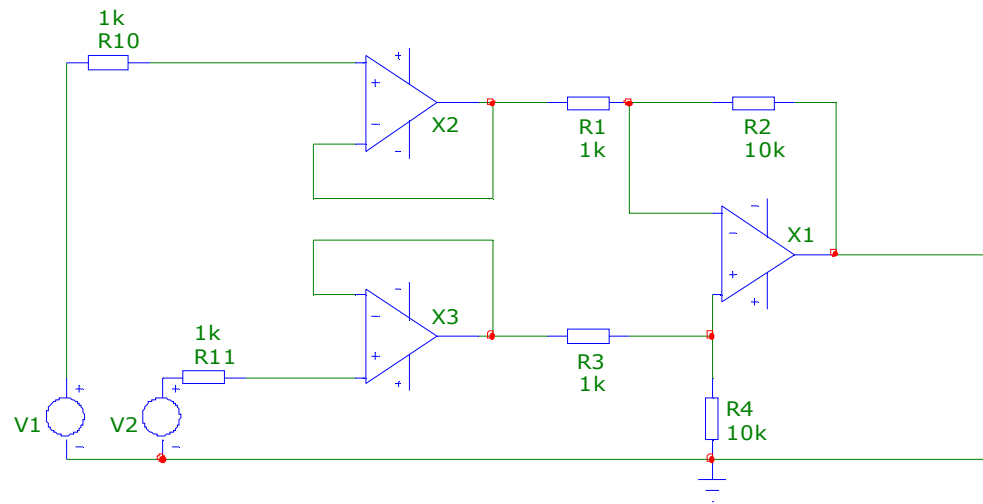 1k
R10
+
+
−
X2
−
R1
1k
R2
10k
−
−
X1
+
+
−
−
X3
+
+
1k
R11
R3
1k
+
V1
−
+
V2
−
R4
10k